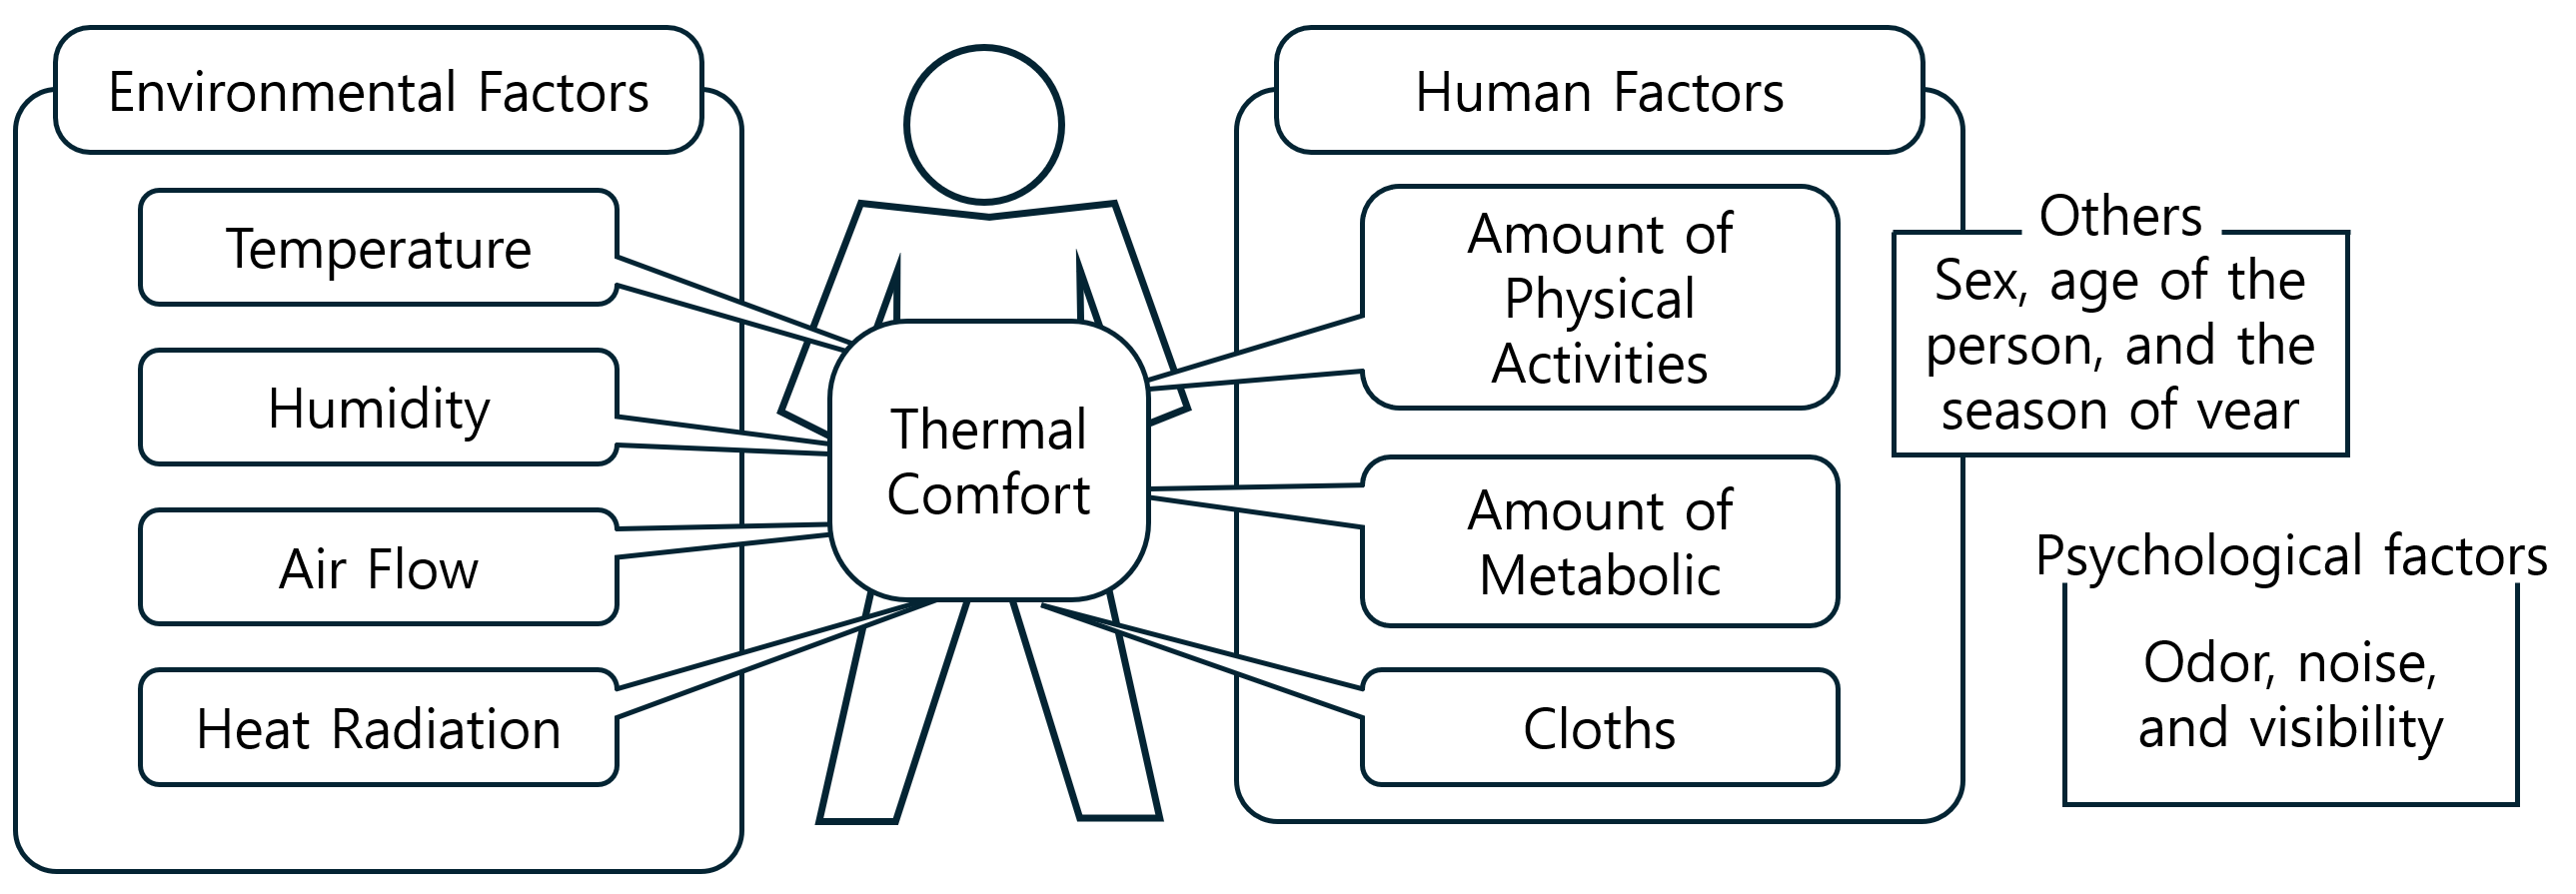 Environmental Factors
Temperature
Humidity
Air Flow
Heat Radiation
Thermal
Comfort
Human Factors
Amount of
Physical
Activities
Amount of
Metabolic
Cloths
Others
Sex, age of the
person, and the
season of vear
Psychological factors
Odor, noise,
and visibility